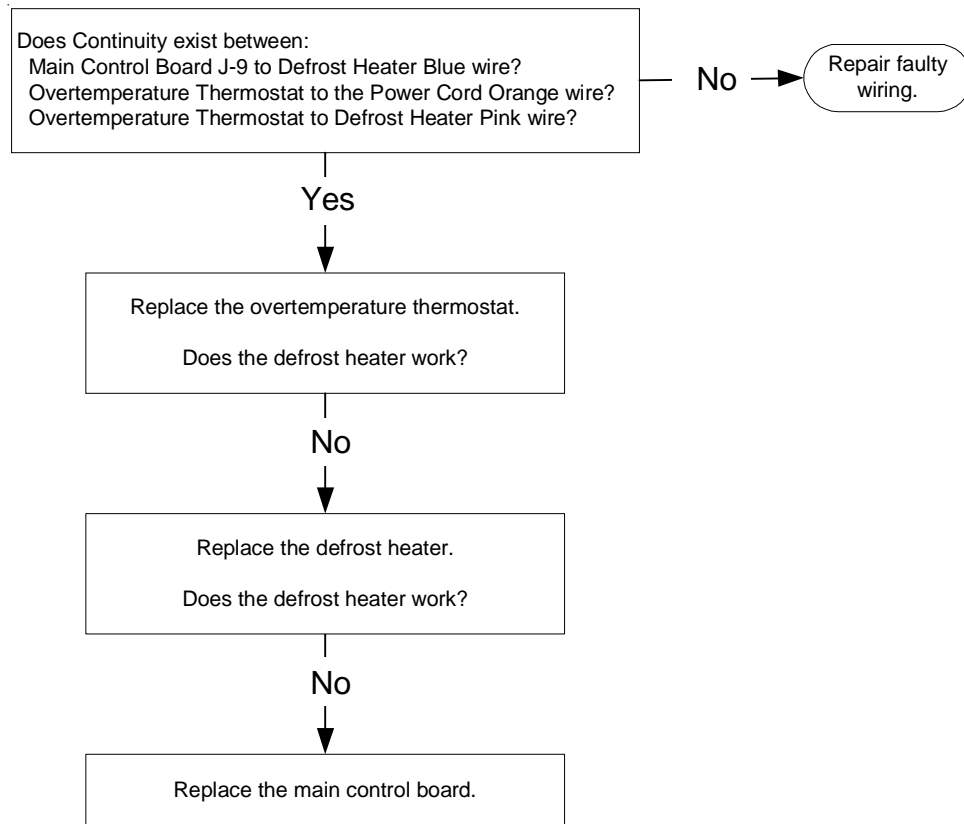 Does Continuity exist between:
Main Control Board J-9 to Defrost Heater Blue wire?
Overtemperature Thermostat to the Power Cord Orange wire?
Overtemperature Thermostat to Defrost Heater Pink wire?
No
Repair faulty
wiring.
Yes
Replace the overtemperature thermostat.
Does the defrost heater work?
No
Replace the defrost heater.
Does the defrost heater work?
No
Replace the main control board.